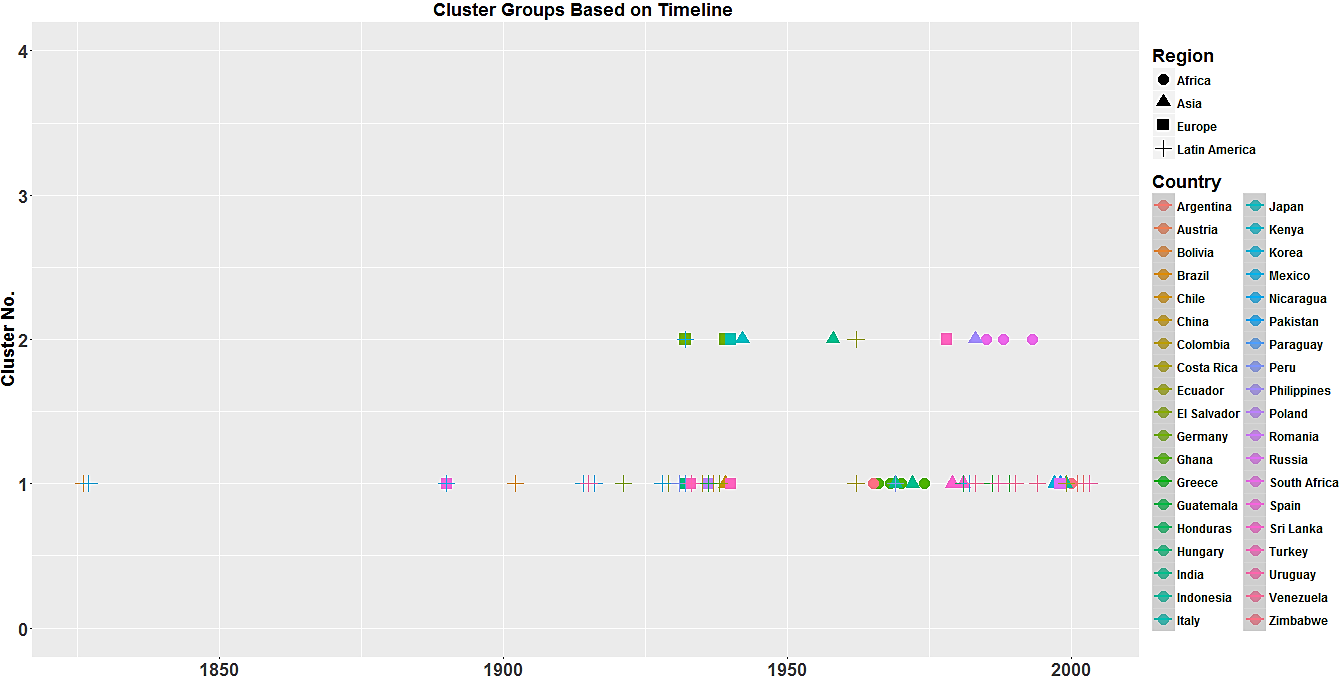 Cluster Groups Based on Timeline
Cluster No.
4
3
2
1
0
1850
1900
1950
2000
Region
Africa
Asia
Europe
Latin America
Country
Argentina
Austria
Bolivia
Brazil
Chile
China
Colombia
Costa Rica
Ecuador
El Salvador
Germany
Ghana
Greece
Guatemala
Honduras
Hungary
India
Indonesia
Italy
Japan
Kenya
Korea
Mexico
Nicaragua
Pakistan
Paraguay
Peru
Philippines
Poland
Romania
Russia
South Africa
Spain
Sri Lanka
Turkey
Uruguay
Venezuela
Zimbabwe